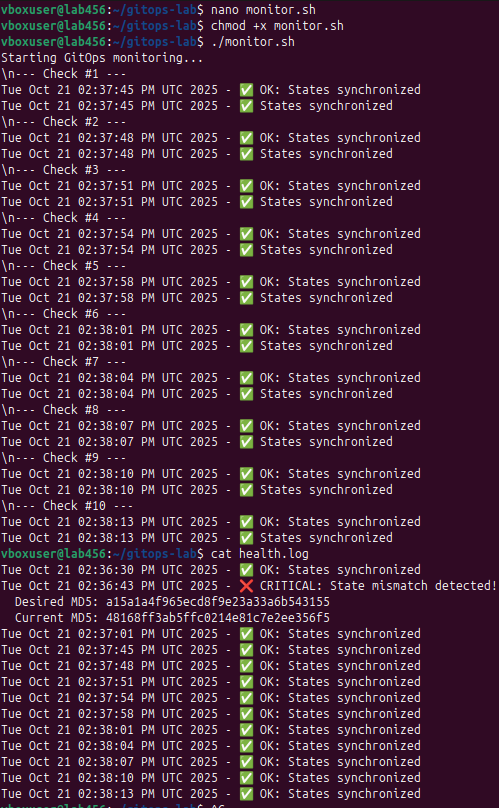 vboxuser@lab456:~/gitops-lab$ nano monitor.sh
vboxuser@lab456:~/gitops-lab$ chmod +x monitor.sh
vboxuser@lab456:~/gitops-lab$ ./monitor.sh
Starting GitOps monitoring...
\n--- Check #1 ---
Tue Oct 21 02:37:45 PM UTC 2025 - ✅ OK: States synchronized
Tue Oct 21 02:37:45 PM UTC 2025 - ✅ States synchronized
\n--- Check #2 ---
Tue Oct 21 02:37:48 PM UTC 2025 - ✅ OK: States synchronized
Tue Oct 21 02:37:48 PM UTC 2025 - ✅ States synchronized
\n--- Check #3 ---
Tue Oct 21 02:37:51 PM UTC 2025 - ✅ OK: States synchronized
Tue Oct 21 02:37:51 PM UTC 2025 - ✅ States synchronized
\n--- Check #4 ---
Tue Oct 21 02:37:54 PM UTC 2025 - ✅ OK: States synchronized
Tue Oct 21 02:37:54 PM UTC 2025 - ✅ States synchronized
\n--- Check #5 ---
Tue Oct 21 02:37:58 PM UTC 2025 - ✅ OK: States synchronized
Tue Oct 21 02:37:58 PM UTC 2025 - ✅ States synchronized
\n--- Check #6 ---
Tue Oct 21 02:38:01 PM UTC 2025 - ✅ OK: States synchronized
Tue Oct 21 02:38:01 PM UTC 2025 - ✅ States synchronized
\n--- Check #7 ---
Tue Oct 21 02:38:04 PM UTC 2025 - ✅ OK: States synchronized
Tue Oct 21 02:38:04 PM UTC 2025 - ✅ States synchronized
\n--- Check #8 ---
Tue Oct 21 02:38:07 PM UTC 2025 - ✅ OK: States synchronized
Tue Oct 21 02:38:07 PM UTC 2025 - ✅ States synchronized
\n--- Check #9 ---
Tue Oct 21 02:38:10 PM UTC 2025 - ✅ OK: States synchronized
Tue Oct 21 02:38:10 PM UTC 2025 - ✅ States synchronized
\n--- Check #10 ---
Tue Oct 21 02:38:13 PM UTC 2025 - ✅ OK: States synchronized
Tue Oct 21 02:38:13 PM UTC 2025 - ✅ States synchronized
vboxuser@lab456:~/gitops-lab$ cat health.log
Tue Oct 21 02:36:30 PM UTC 2025 - ✅ OK: States synchronized
Tue Oct 21 02:36:43 PM UTC 2025 - ❌ CRITICAL: State mismatch detected!
  Desired MD5: a15a1a4f965ecd8f9e23a33a6b543155
  Current MD5: 48168ff3ab5ffc0214e81c7e2ee356f5
Tue Oct 21 02:37:01 PM UTC 2025 - ✅ OK: States synchronized
Tue Oct 21 02:37:45 PM UTC 2025 - ✅ OK: States synchronized
Tue Oct 21 02:37:48 PM UTC 2025 - ✅ OK: States synchronized
Tue Oct 21 02:37:51 PM UTC 2025 - ✅ OK: States synchronized
Tue Oct 21 02:37:54 PM UTC 2025 - ✅ OK: States synchronized
Tue Oct 21 02:37:58 PM UTC 2025 - ✅ OK: States synchronized
Tue Oct 21 02:38:01 PM UTC 2025 - ✅ OK: States synchronized
Tue Oct 21 02:38:04 PM UTC 2025 - ✅ OK: States synchronized
Tue Oct 21 02:38:07 PM UTC 2025 - ✅ OK: States synchronized
Tue Oct 21 02:38:10 PM UTC 2025 - ✅ OK: States synchronized
Tue Oct 21 02:38:13 PM UTC 2025 - ✅ OK: States synchronized